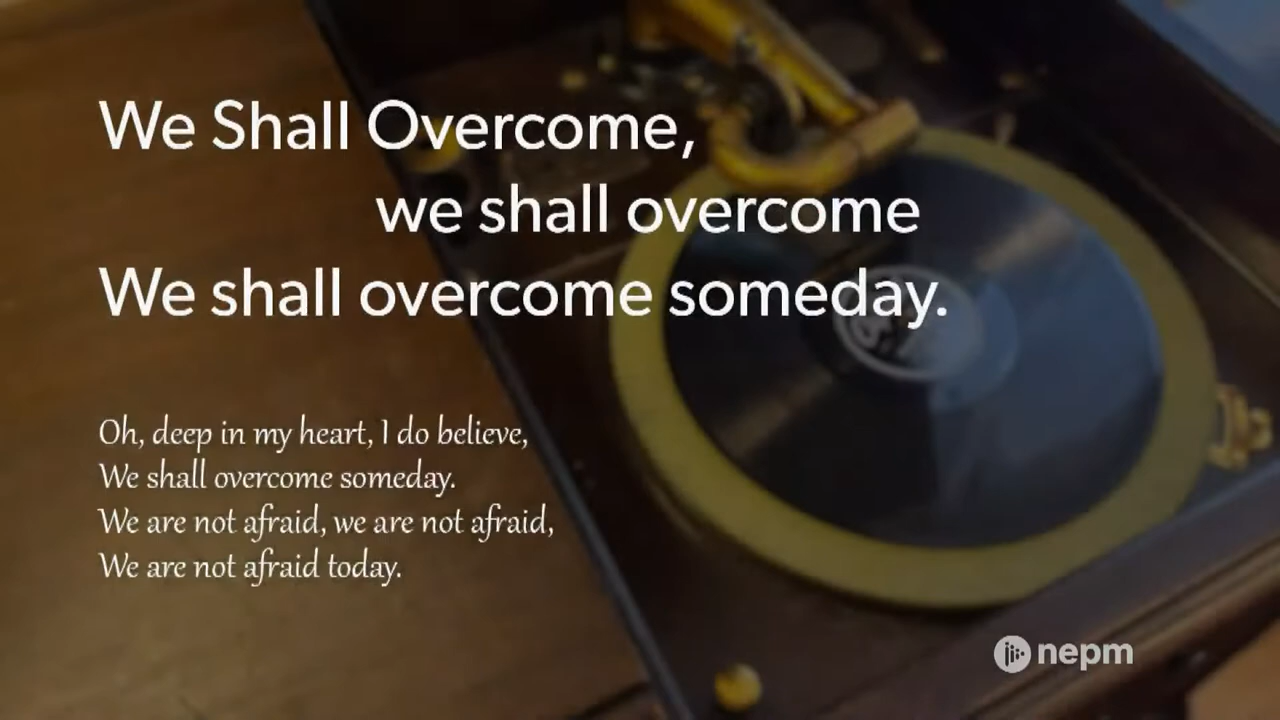 We Shall Overcome,
we shall overcome
We shall overcome someday.
Oh, deep in my heart, I do believe,
We shall overcome someday.
We are not afraid, we are not afraid,
We are not afraid today.
nepm